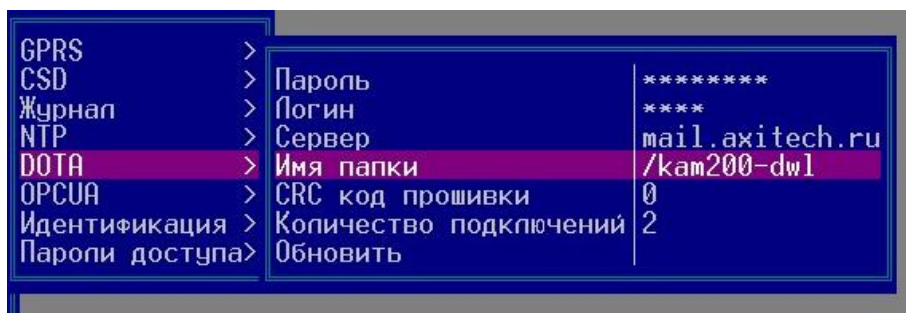 GPRS >
CSD >
Журнал >
NTP >
DOTA >
OPCUA >
Идентификация >
Пароли доступа>
Пароль ********
Логин ****
Сервер mail.axitech.ru
Имя папки /kam200-dwl
CRC код прошивки 0
Количество подключений 2
Обновить